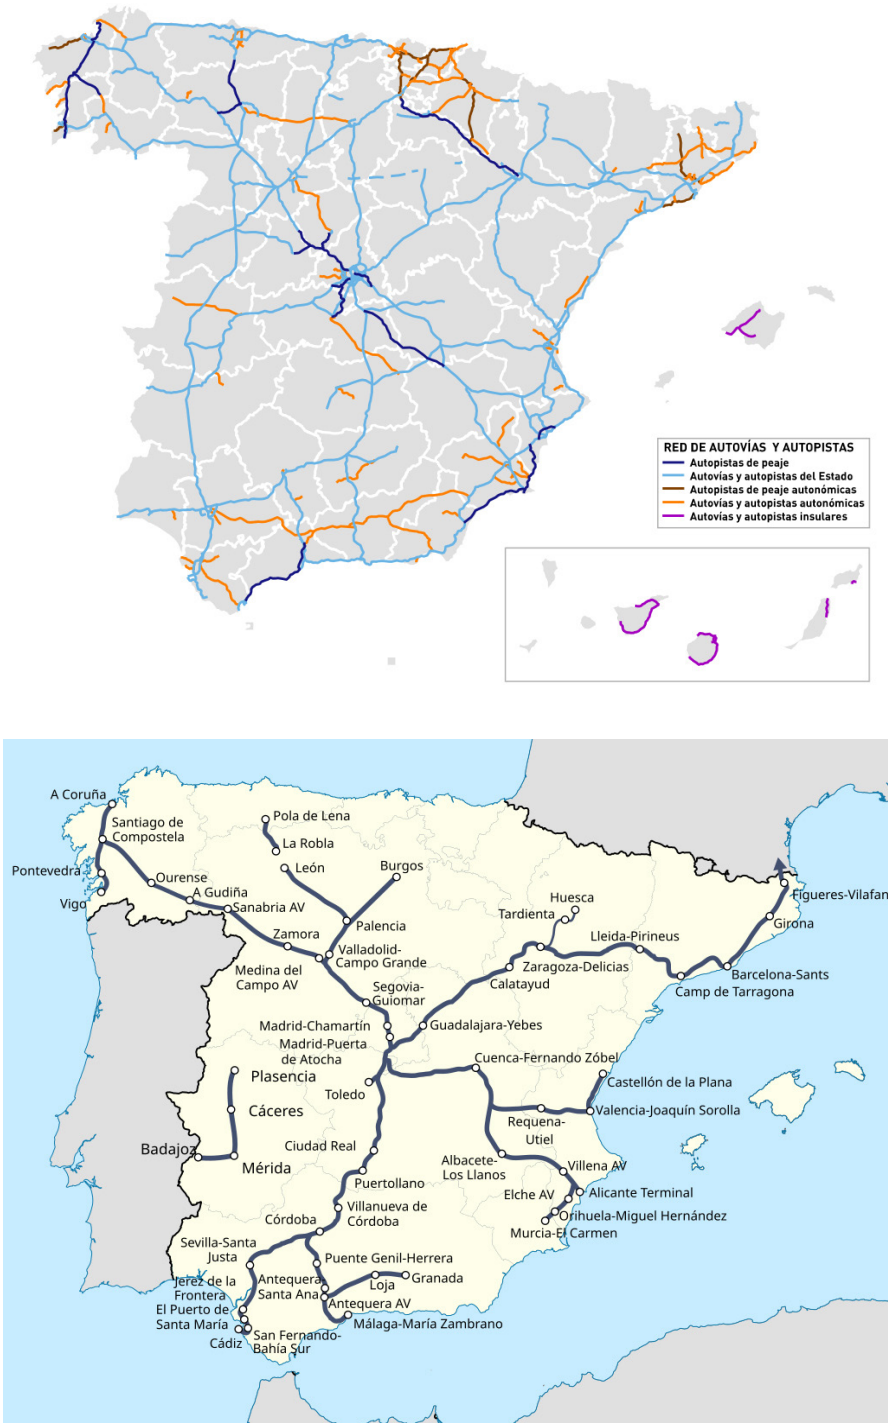 RED DE AUTOVÍAS Y AUTOPISTAS
Autopistas de peaje
Autovías y autopistas del Estado
Autopistas de peaje autonómicas
Autovías y autopistas autonómicas
Autovías y autopistas insulares
A Coruña
Santiago de
Compostela
Pontevedra
Vigo
Ourense
A Gudiña
Sanabria AV
Zamora
Medina del
Campo AV
Pola de Lena
La Robla
León
Burgos
Palencia
Valladolid-
Campo Grande
Segovia-
Guiomar
Madrid-Chamartín
Madrid-Puerta
de Atocha
Guadalajara-Yebes
Calatayud
Zaragoza-Delicias
Tardienta
Huesca
Lleida-Pirineus
Camp de Tarragona
Barcelona-Sants
Girona
Figueres-Vilafan
Cuenca-Fernando Zóbel
Castellón de la Plana
Valencia-Joaquín Sorolla
Requena-
Utiel
Albacete-
Los Llanos
Villena AV
Alicante Terminal
Elche AV
Orihuela-Miguel Hernández
Murcia-El Carmen
Toledo
Plasencia
Cáceres
Badajoz
Mérida
Ciudad Real
Puertollano
Villanueva de
Córdoba
Córdoba
Sevilla-Santa
Justa
Puente Genil-Herrera
Antequera-
Santa Ana
Loja
Granada
Antequera AV
Málaga-María Zambrano
Jerez de la
Frontera
El Puerto de
Santa María
Cádiz
San Fernando-
Bahía Sur